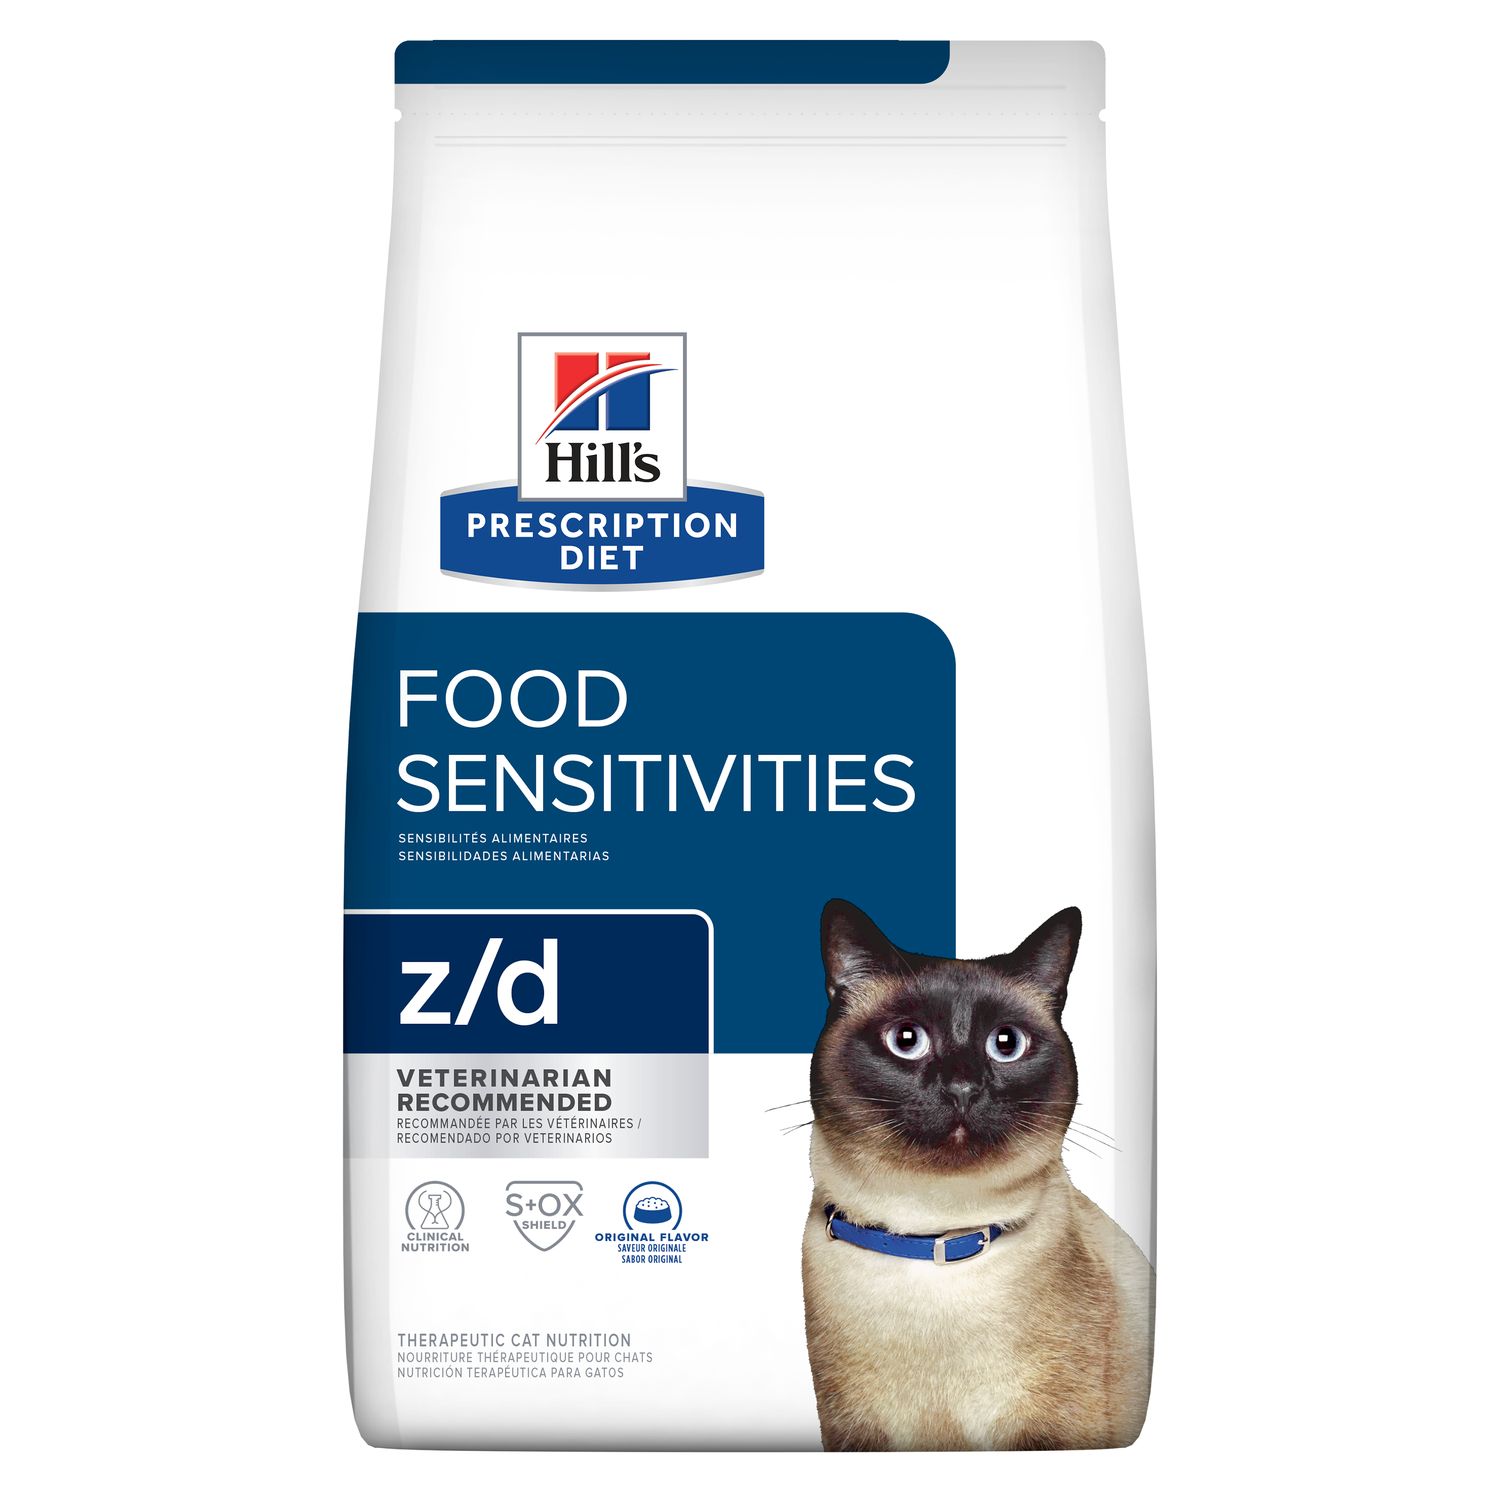 Hill's
PRESCRIPTION
DIET
FOOD
SENSITIVITIES
SENSIBILITÉS ALIMENTAIRES
SENSIBILIDADES ALIMENTARIAS
z/d
VETERINARIAN
RECOMMENDED
RECOMMANDÉE PAR LES VÉTÉRINAIRES /
RECOMENDADO POR VETERINARIOS
CLINICAL
NUTRITION
S+OX
SHIELD
ORIGINAL FLAVOR
SAVEUR ORIGINALE
SABOR ORIGINAL
THERAPEUTIC CAT NUTRITION
NOURRITURE THÉRAPEUTIQUE POUR CHATS
NUTRICIÓN TERAPÉUTICA PARA GATOS